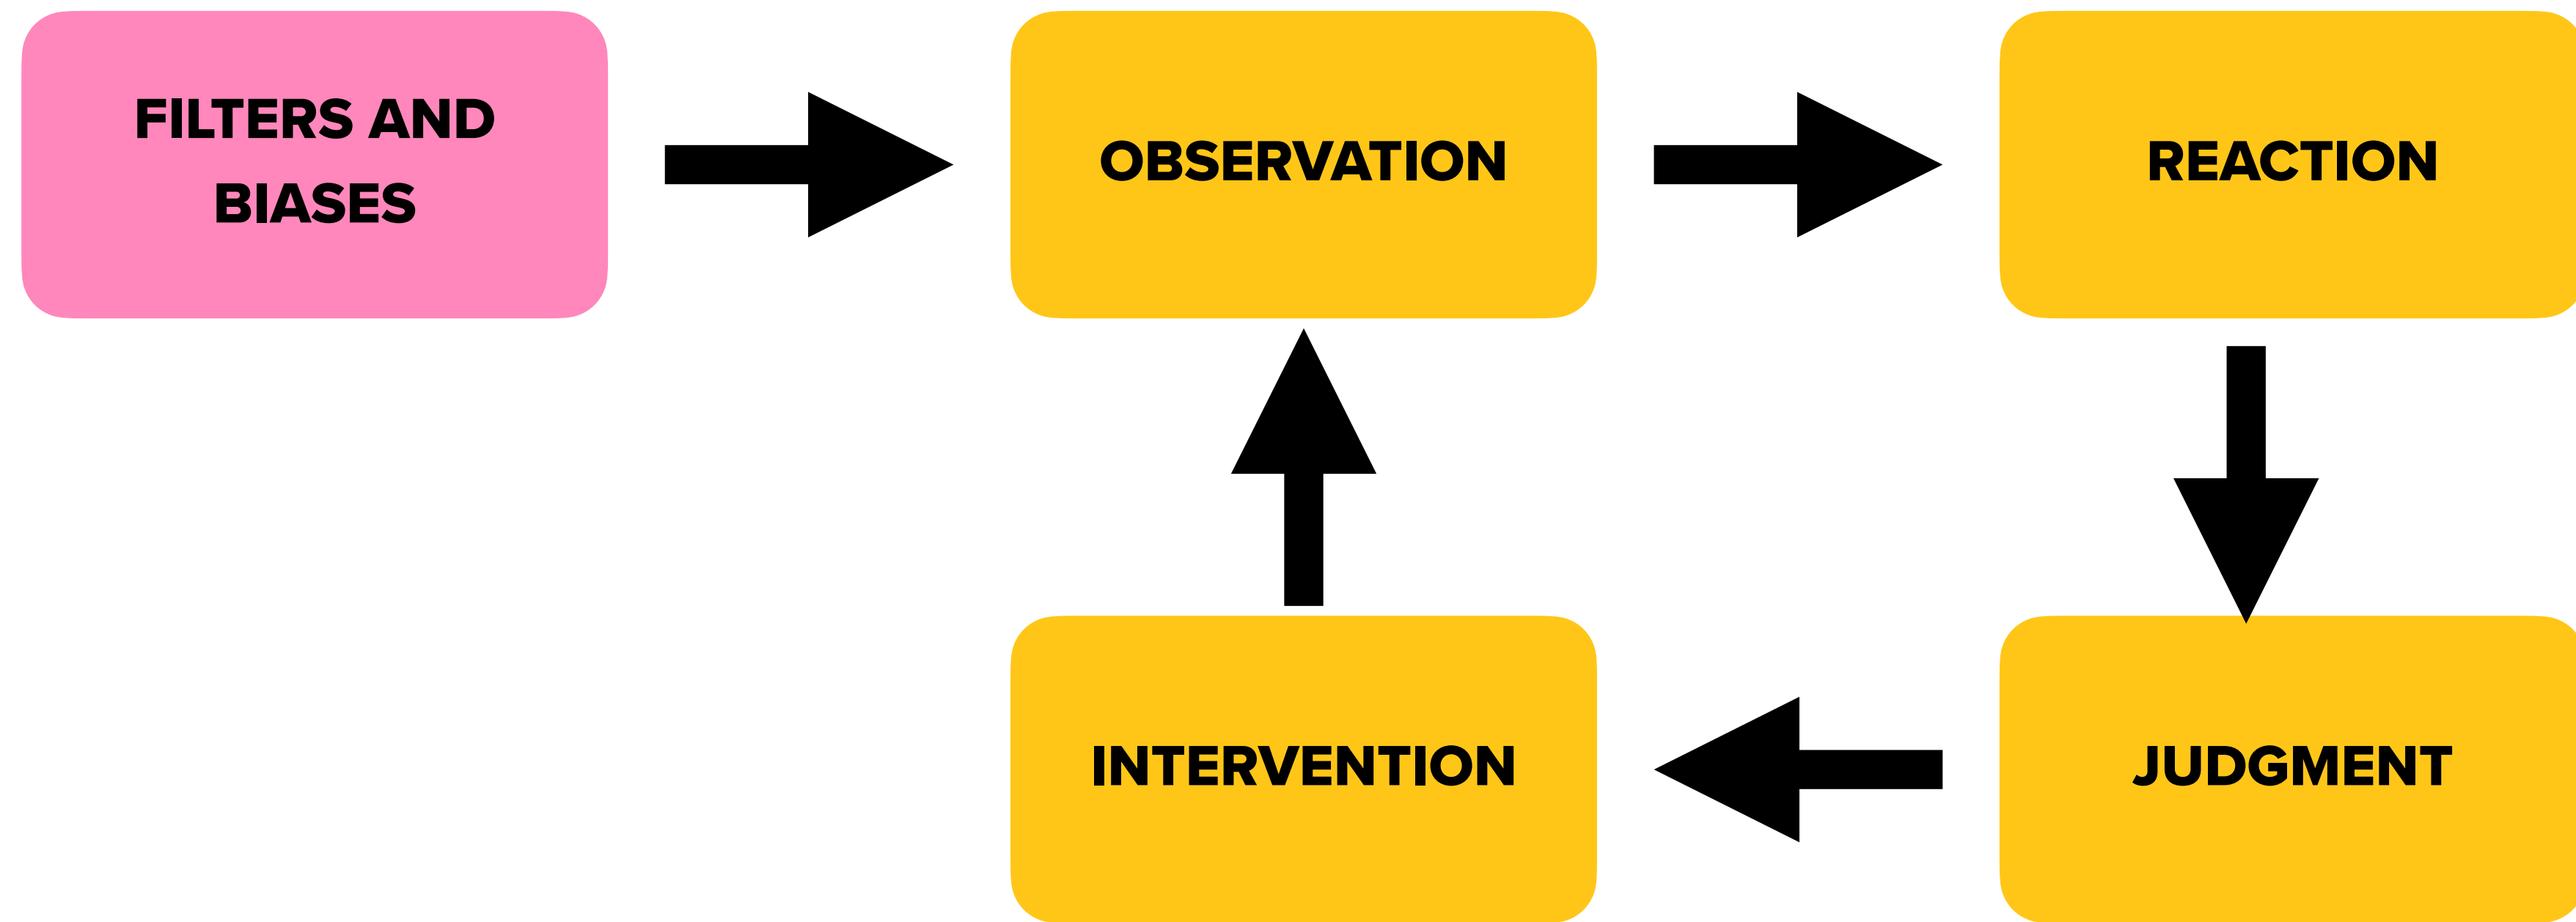 FILTERS AND
BIASES
OBSERVATION
REACTION
INTERVENTION
JUDGMENT